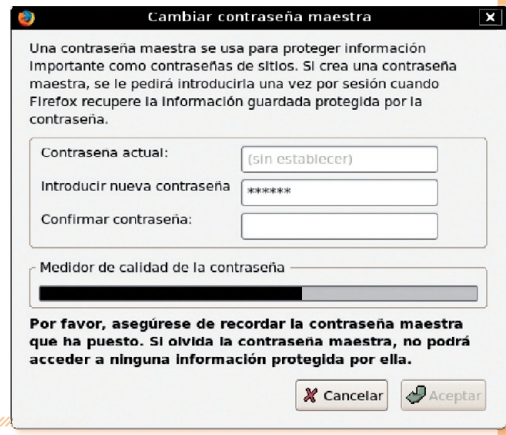 Cambiar contraseña maestra
Una contraseña maestra se usa para proteger información
importante como contraseñas de sitios. Si crea una contraseña
maestra, se le pedirá introducirla una vez por sesión cuando
Firefox recupere la información guardada protegida por la
contraseña.
Contraseña actual:
(sin establecer)
Introducir nueva contraseña
******
Confirmar contraseña:
Medidor de calidad de la contraseña
Por favor, asegúrese de recordar la contraseña maestra
que ha puesto. Si olvida la contraseña maestra, no podrá
acceder a ninguna información protegida por ella.
Cancelar
Aceptar